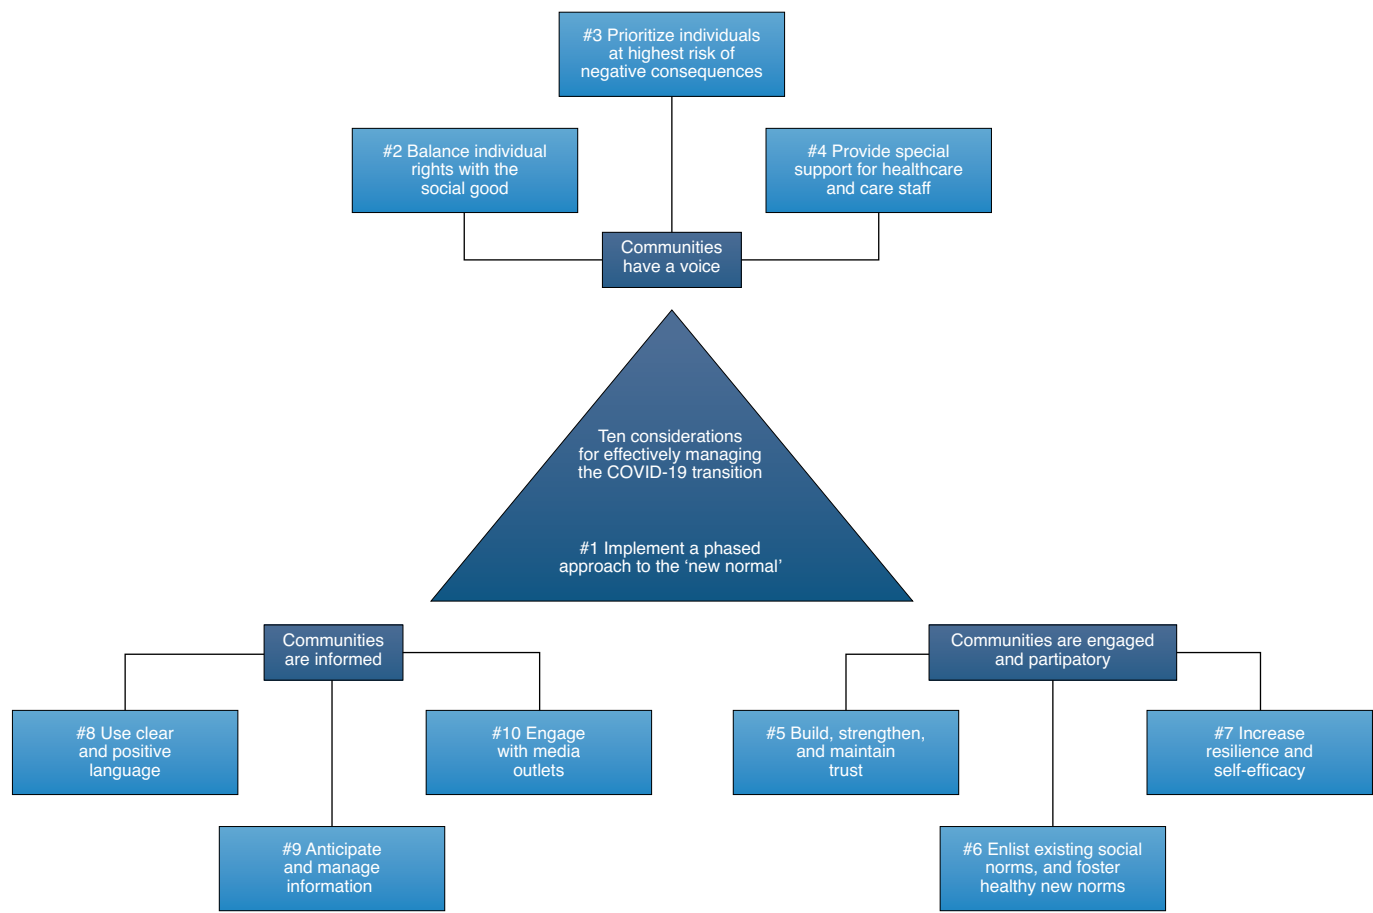 #3 Prioritize individuals
at highest risk of
negative consequences
#2 Balance individual
rights with the
social good
#4 Provide special
support for healthcare
and care staff
Communities
have a voice
Ten considerations
for effectively managing
the COVID-19 transition
#1 Implement a phased
approach to the ‘new normal’
Communities
are informed
#8 Use clear
and positive
language
#9 Anticipate
and manage
information
#10 Engage
with media
outlets
Communities are engaged
and partipatory
#5 Build, strengthen,
and maintain
trust
#6 Enlist existing social
norms, and foster
healthy new norms
#7 Increase
resilience and
self-efficacy